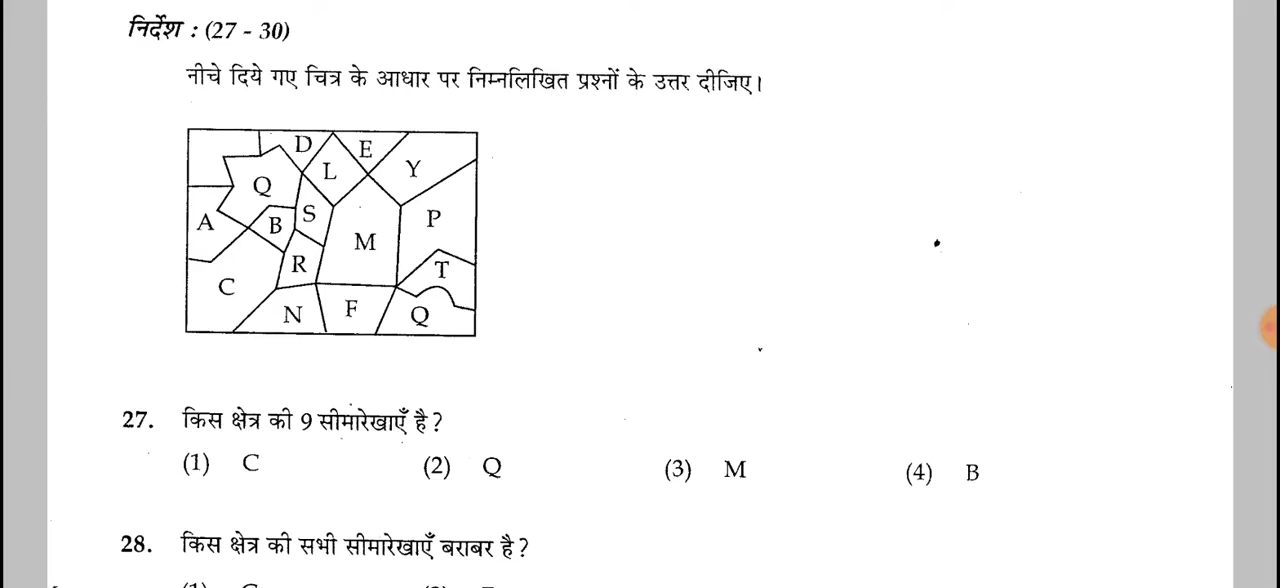 निर्देश : (27 - 30)
नीचे दिये गए चित्र के आधार पर निम्नलिखित प्रश्नों के उत्तर दीजिए।
D E
L Y
Q
A B S P
M
R T
C
N F Q
27. किस क्षेत्र की 9 सीमारेखाएँ है ?
(1) C (2) Q (3) M (4) B
28. किस क्षेत्र की सभी सीमारेखाएँ बराबर है ?